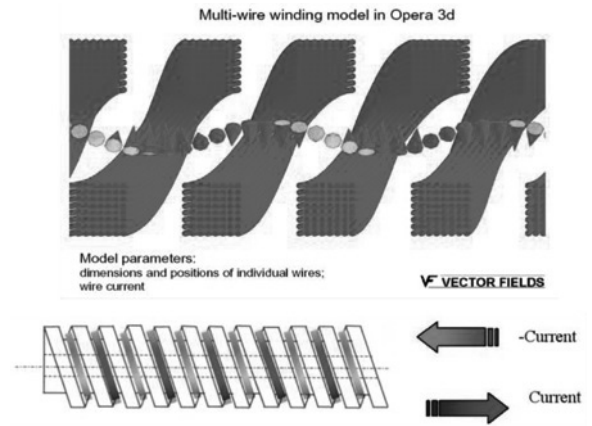 Multi-wire winding model in Opera 3d
Model parameters:
dimensions and positions of individual wires;
wire current
VF VECTOR FIELDS
-Current
Current